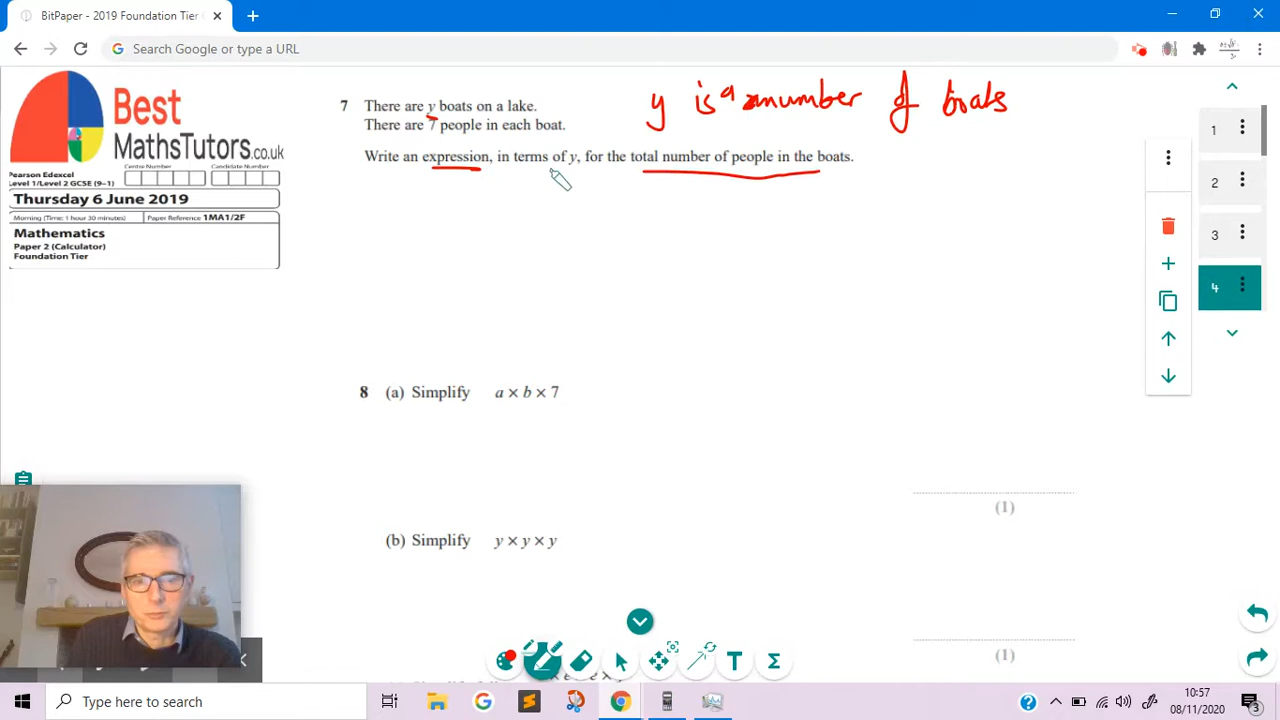 BitPaper - 2019 Foundation Tier
Search Google or type a URL
Best
MathsTutors.co.uk
Pearson Edexcel
Level 1/Level 2 GCSE (9–1)
Centre Number
Candidate Number
Thursday 6 June 2019
Morning (Time: 1 hour 30 minutes)
Paper Reference 1MA1/2F
Mathematics
Paper 2 (Calculator)
Foundation Tier
7 There are y boats on a lake.
There are 7 people in each boat.
Write an expression, in terms of y, for the total number of people in the boats.
y is a number of boats
1
2
3
4
8 (a) Simplify a × b × 7
(1)
(b) Simplify y × y × y
(1)
T
Σ
Type here to search
10:57
08/11/2020
3